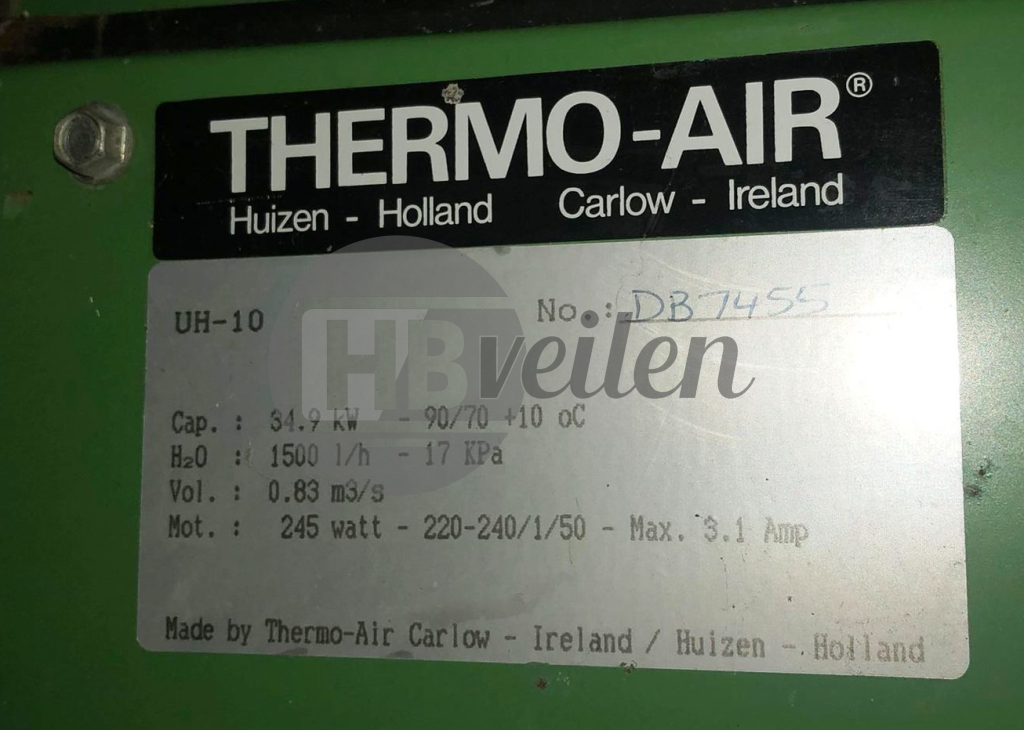 THERMO-AIR®
Huizen - Holland Carlow - Ireland
UH-10 No.: DB7455
HBveilen
Cap. : 34.9 kW - 90/70 +10 oC
H₂O : 1500 l/h - 17 KPa
Vol. : 0.83 m3/s
Mot. : 245 watt - 220-240/1/50 - Max. 3.1 Amp
Made by Thermo-Air Carlow - Ireland / Huizen - Holland